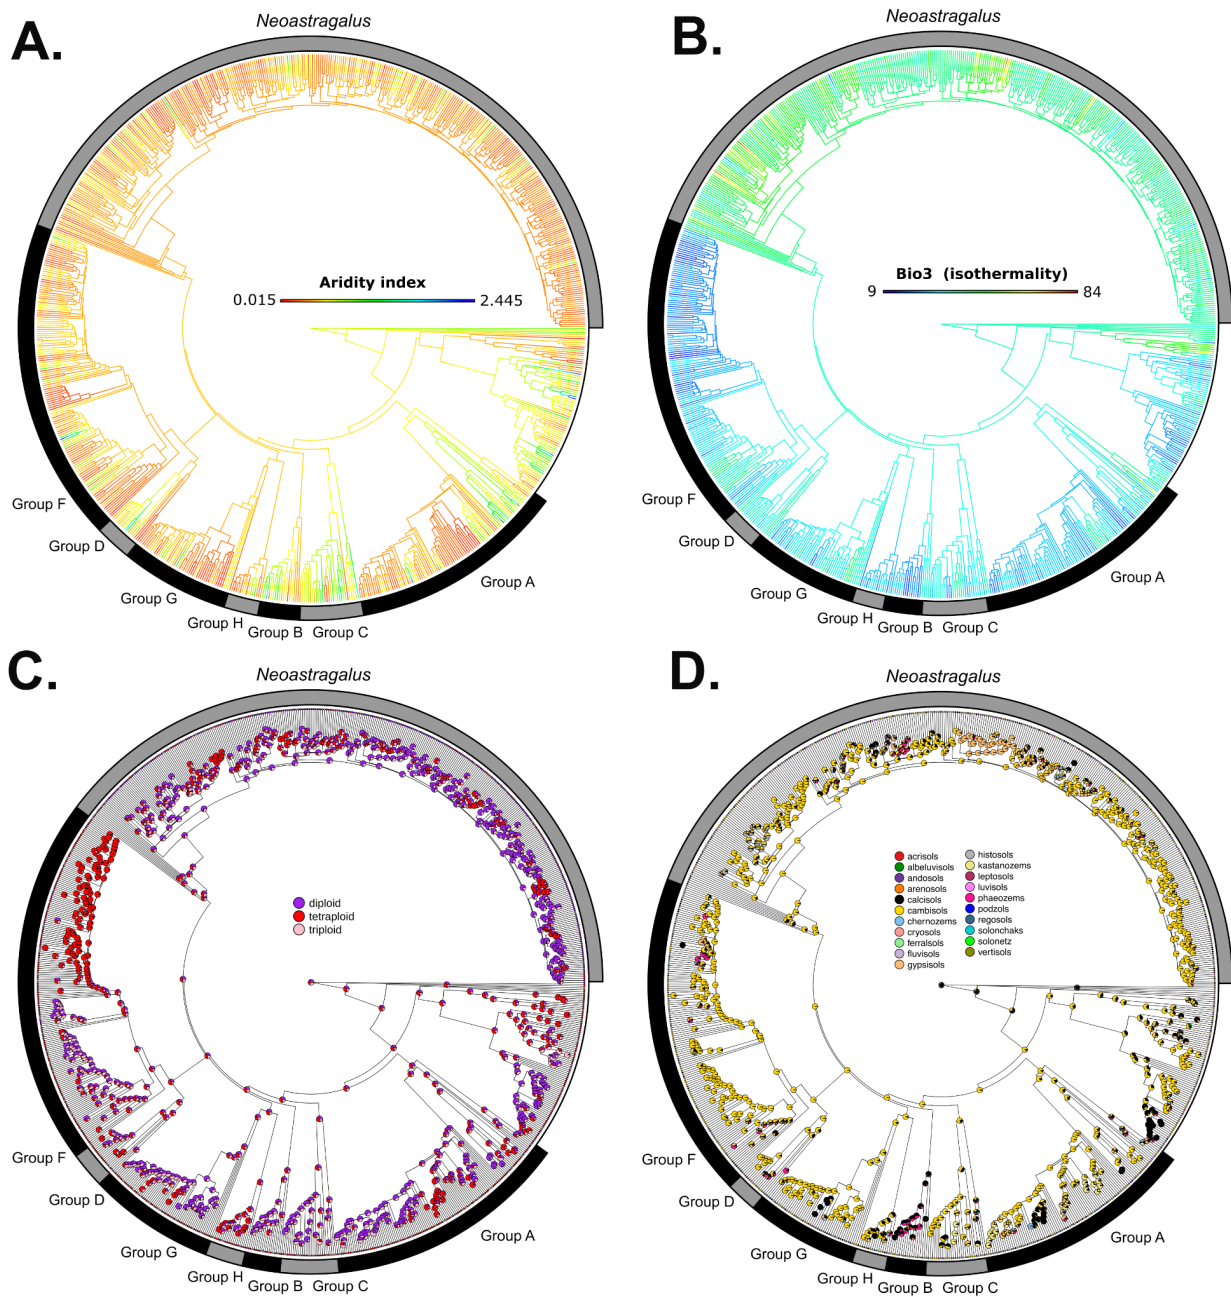 A.
Neoastragalus
Aridity index
0.015
2.445
Group F
Group D
Group G
Group H
Group B
Group C
Group A
B.
Neoastragalus
Bio3 (isothermality)
9
84
Group F
Group D
Group G
Group H
Group B
Group C
Group A
C.
Neoastragalus
diploid
tetraploid
triploid
Group F
Group D
Group G
Group H
Group B
Group C
Group A
D.
Neoastragalus
acrisols
albeluvisols
andosols
arenosols
calcisols
cambisols
chernozems
cryosols
ferralsols
fluvisols
gypsisols
histosols
kastanozems
leptosols
luvisols
phaeozems
podzols
regosols
solonchaks
solonetz
vertisols
Group F
Group D
Group G
Group H
Group B
Group C
Group A